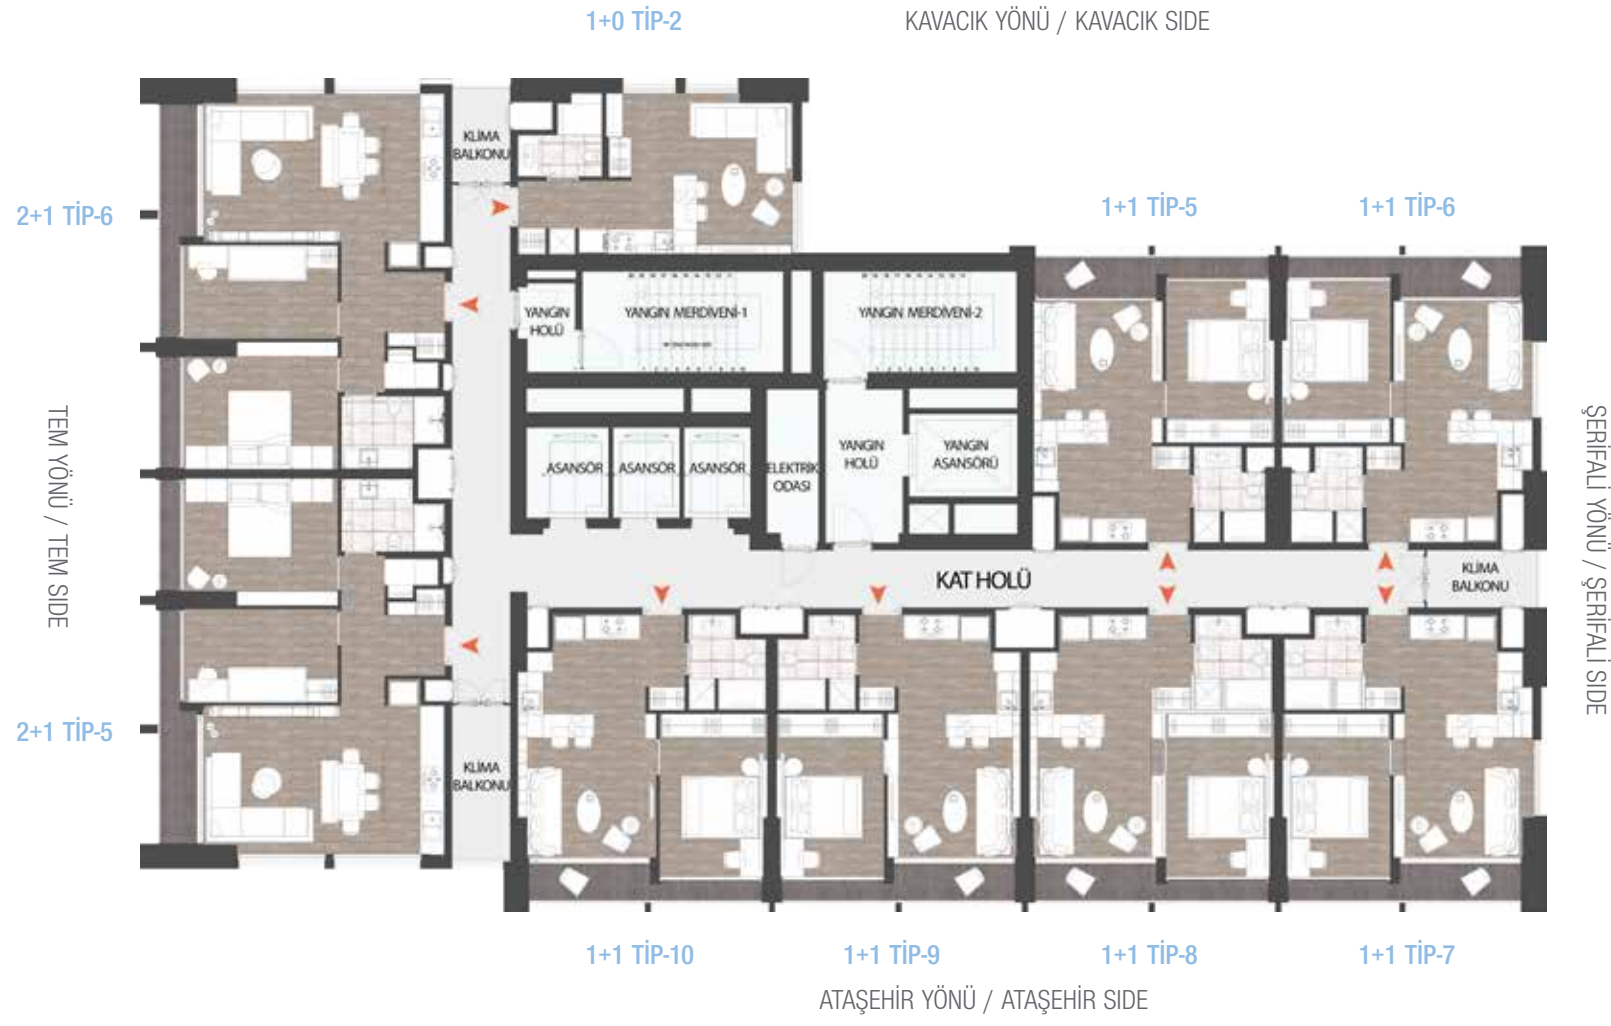 1+0 TİP-2
KAVACIK YÖNÜ / KAVACIK SIDE
KLİMA
BALKONU
2+1 TİP-6
1+1 TİP-5
1+1 TİP-6
YANGIN
HOLÜ
YANGIN MERDİVENİ-1
YANGIN MERDİVENİ-2
TEM YÖNÜ / TEM SIDE
ŞERİFALİ YÖNÜ / ŞERİFALİ SIDE
ASANSÖR
ASANSÖR
ASANSÖR
ELEKTRİK
ODASI
YANGIN
HOLÜ
YANGIN
ASANSÖRÜ
KAT HOLÜ
KLİMA
BALKONU
2+1 TİP-5
KLİMA
BALKONU
1+1 TİP-10
1+1 TİP-9
1+1 TİP-8
1+1 TİP-7
ATAŞEHİR YÖNÜ / ATAŞEHİR SIDE